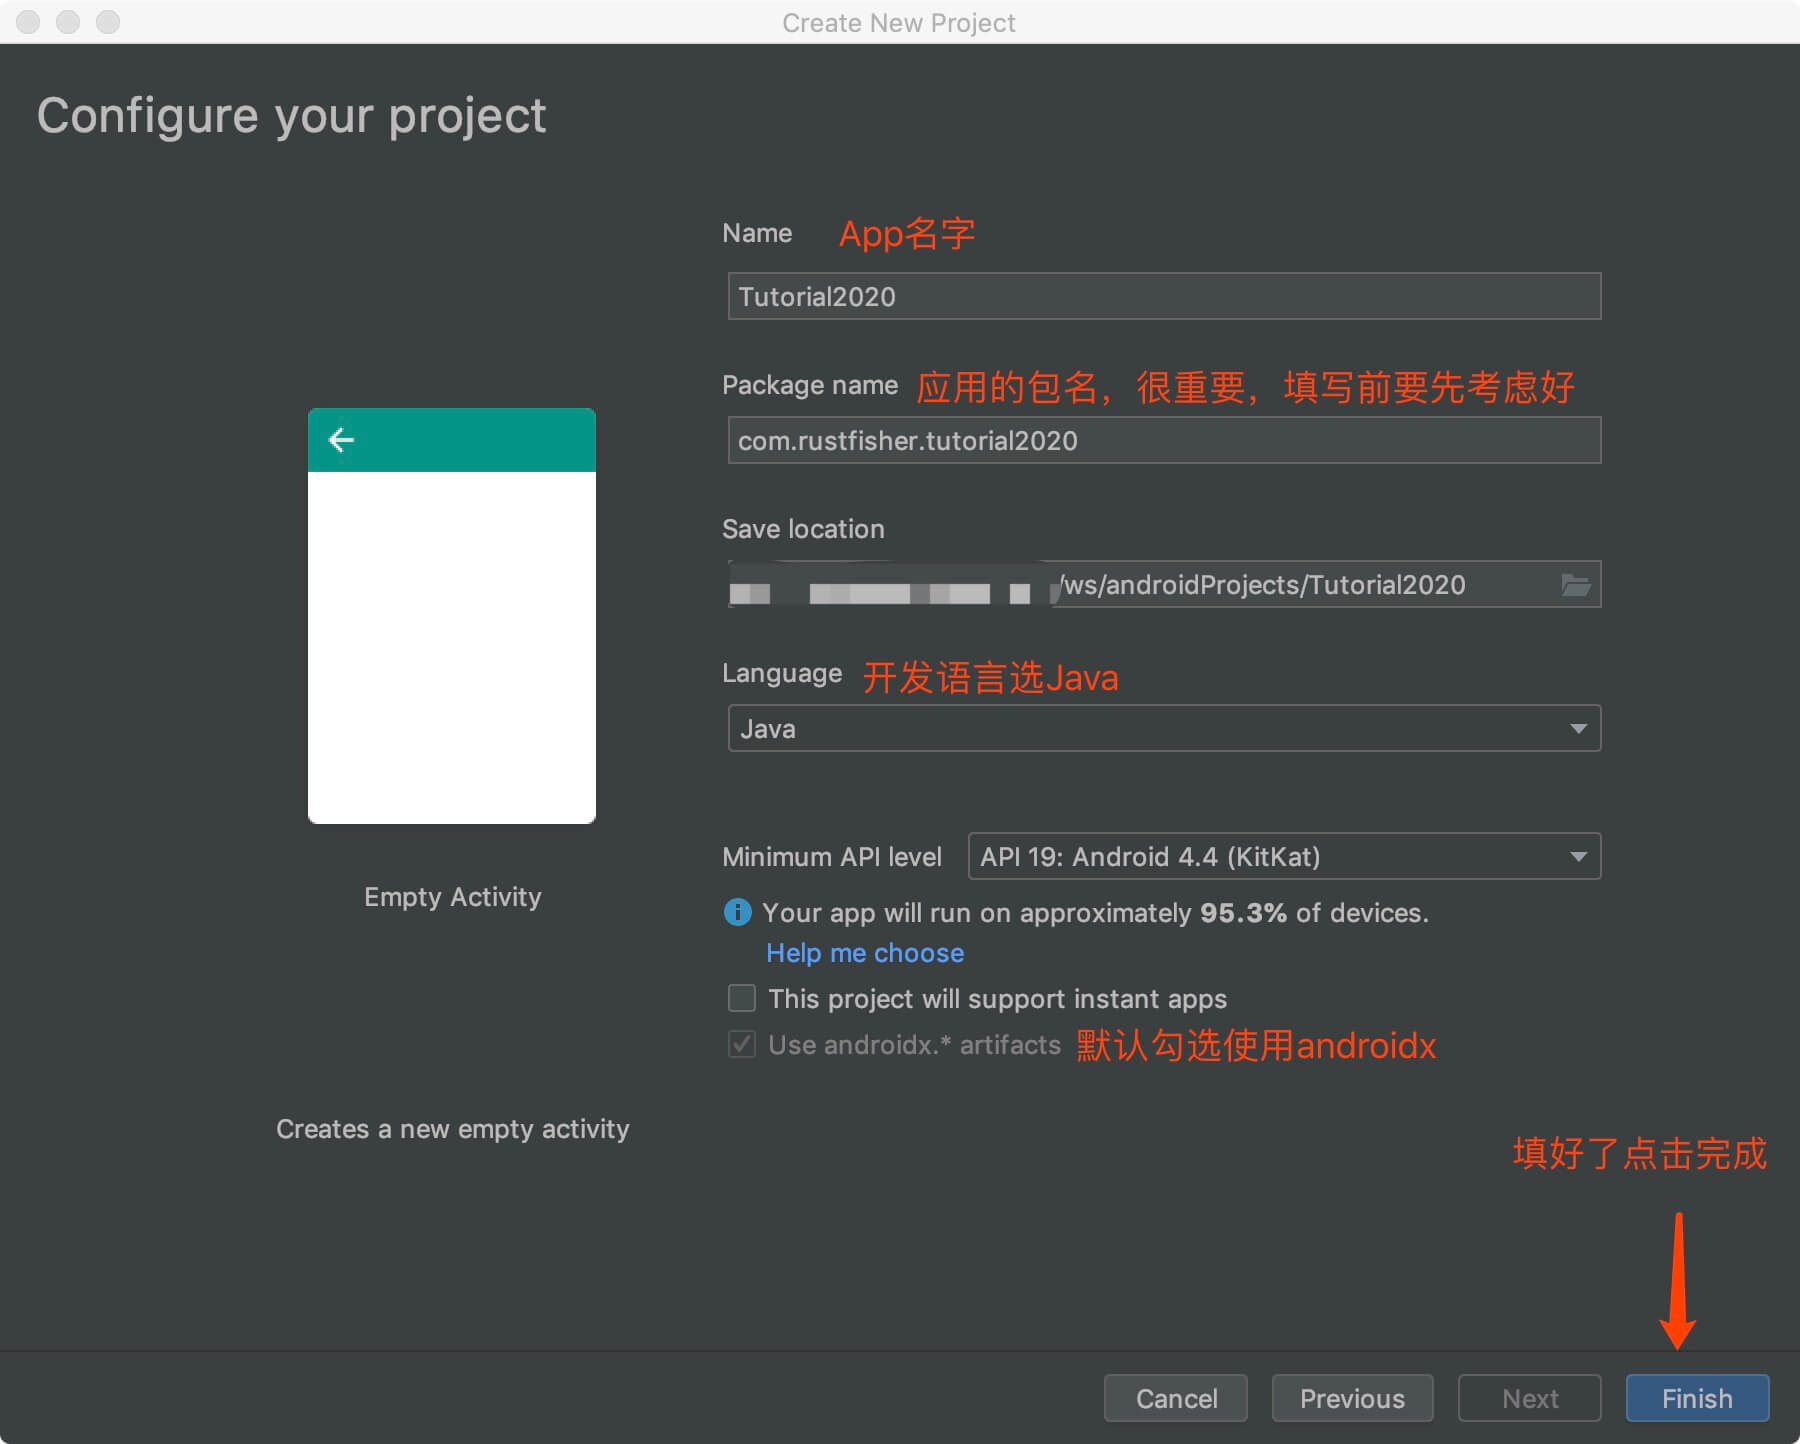 Create New Project
Configure your project
Name App名字
Tutorial2020
Package name 应用的包名，很重要，填写前要先考虑好
com.rustfisher.tutorial2020
Save location
/ws/androidProjects/Tutorial2020
Language 开发语言选Java
Java
Minimum API level API 19: Android 4.4 (KitKat)
Empty Activity
Your app will run on approximately 95.3% of devices.
Help me choose
This project will support instant apps
Use androidx.* artifacts 默认勾选使用androidx
Creates a new empty activity
填好了点击完成
Cancel Previous Next Finish